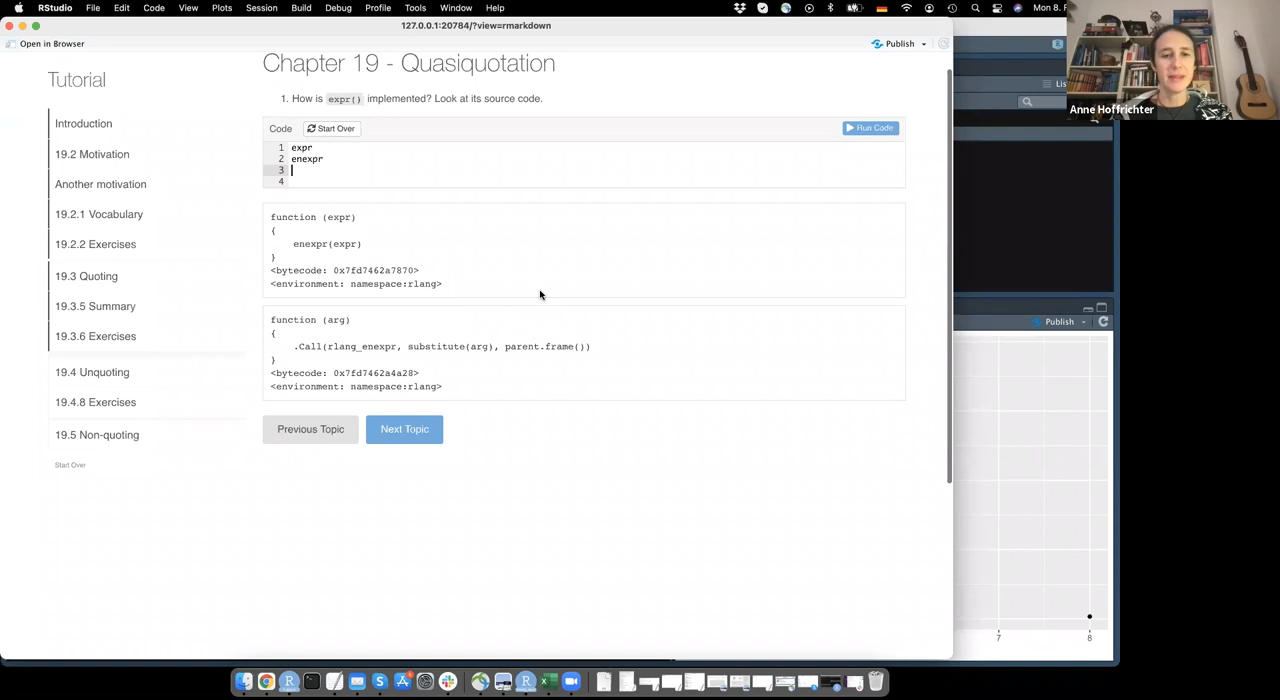 RStudio File Edit Code View Plots Session Build Debug Profile Tools Window Help Mon 8. F
127.0.0.1:20784/?view=rmarkdown
Open in Browser
Publish
Anne Hoffrichter
Lis
Publish
7 8
Tutorial
Introduction
19.2 Motivation
Another motivation
19.2.1 Vocabulary
19.2.2 Exercises
19.3 Quoting
19.3.5 Summary
19.3.6 Exercises
19.4 Unquoting
19.4.8 Exercises
19.5 Non-quoting
Start Over
Chapter 19 - Quasiquotation
1. How is expr() implemented? Look at its source code.
Code Start Over Run Code
1 expr
2 enexpr
3
4
function (expr)
{
enexpr(expr)
}
<bytecode: 0x7fd7462a7870>
<environment: namespace:rlang>
function (arg)
{
.Call(rlang_enexpr, substitute(arg), parent.frame())
}
<bytecode: 0x7fd7462a4a28>
<environment: namespace:rlang>
Previous Topic Next Topic